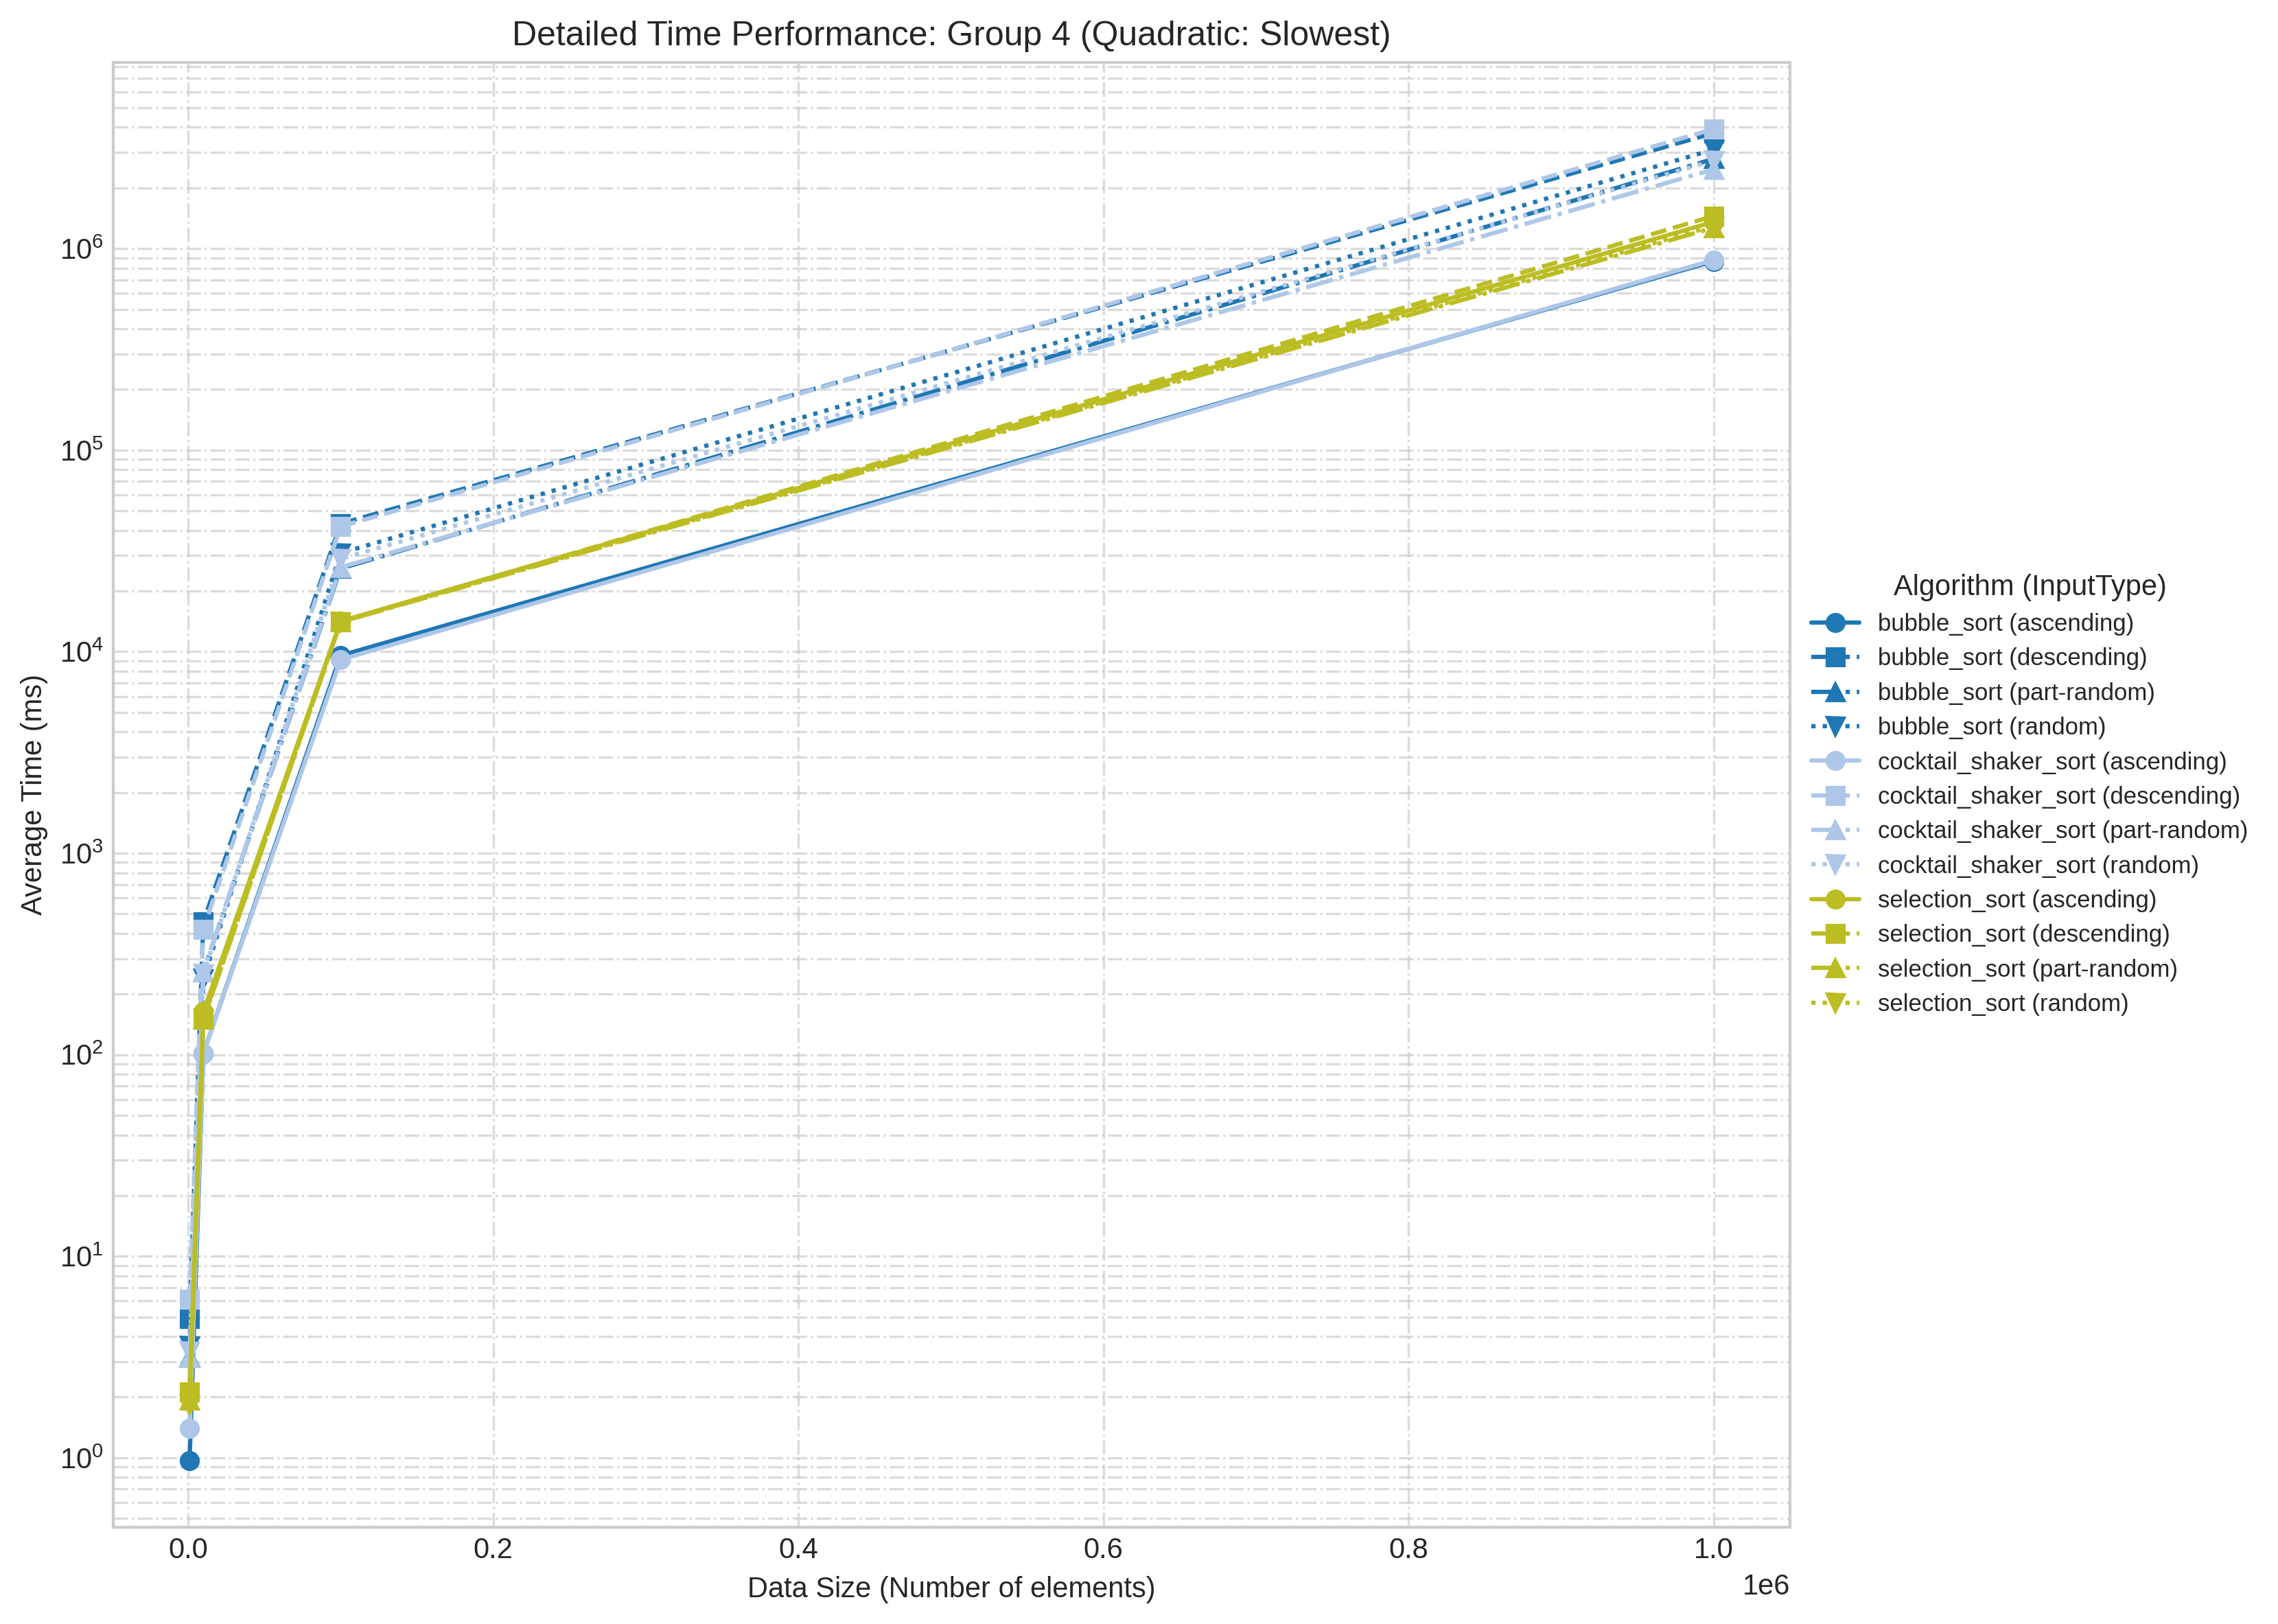 Detailed Time Performance: Group 4 (Quadratic: Slowest)
Average Time (ms)
10^6
10^5
10^4
10^3
10^2
10^1
10^0
0.0 0.2 0.4 0.6 0.8 1.0
1e6
Data Size (Number of elements)
Algorithm (InputType)
bubble_sort (ascending)
bubble_sort (descending)
bubble_sort (part-random)
bubble_sort (random)
cocktail_shaker_sort (ascending)
cocktail_shaker_sort (descending)
cocktail_shaker_sort (part-random)
cocktail_shaker_sort (random)
selection_sort (ascending)
selection_sort (descending)
selection_sort (part-random)
selection_sort (random)